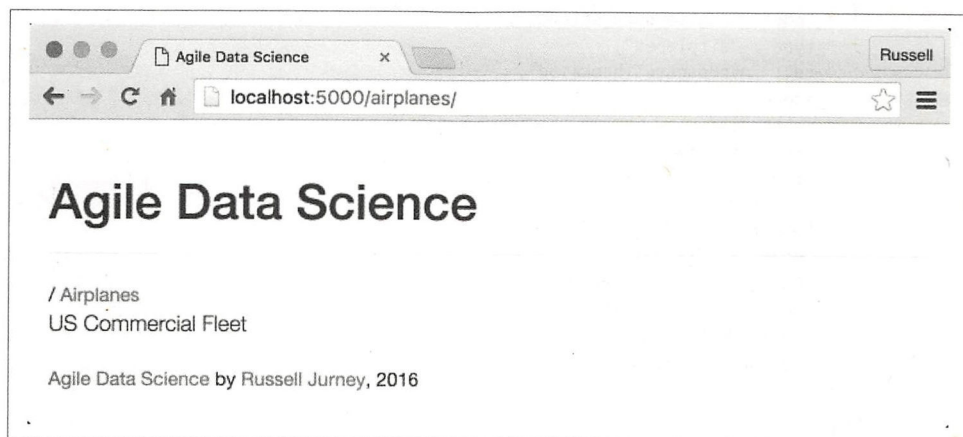 Agile Data Science
Russell
localhost:5000/airplanes/
Agile Data Science
/ Airplanes
US Commercial Fleet
Agile Data Science by Russell Jurney, 2016